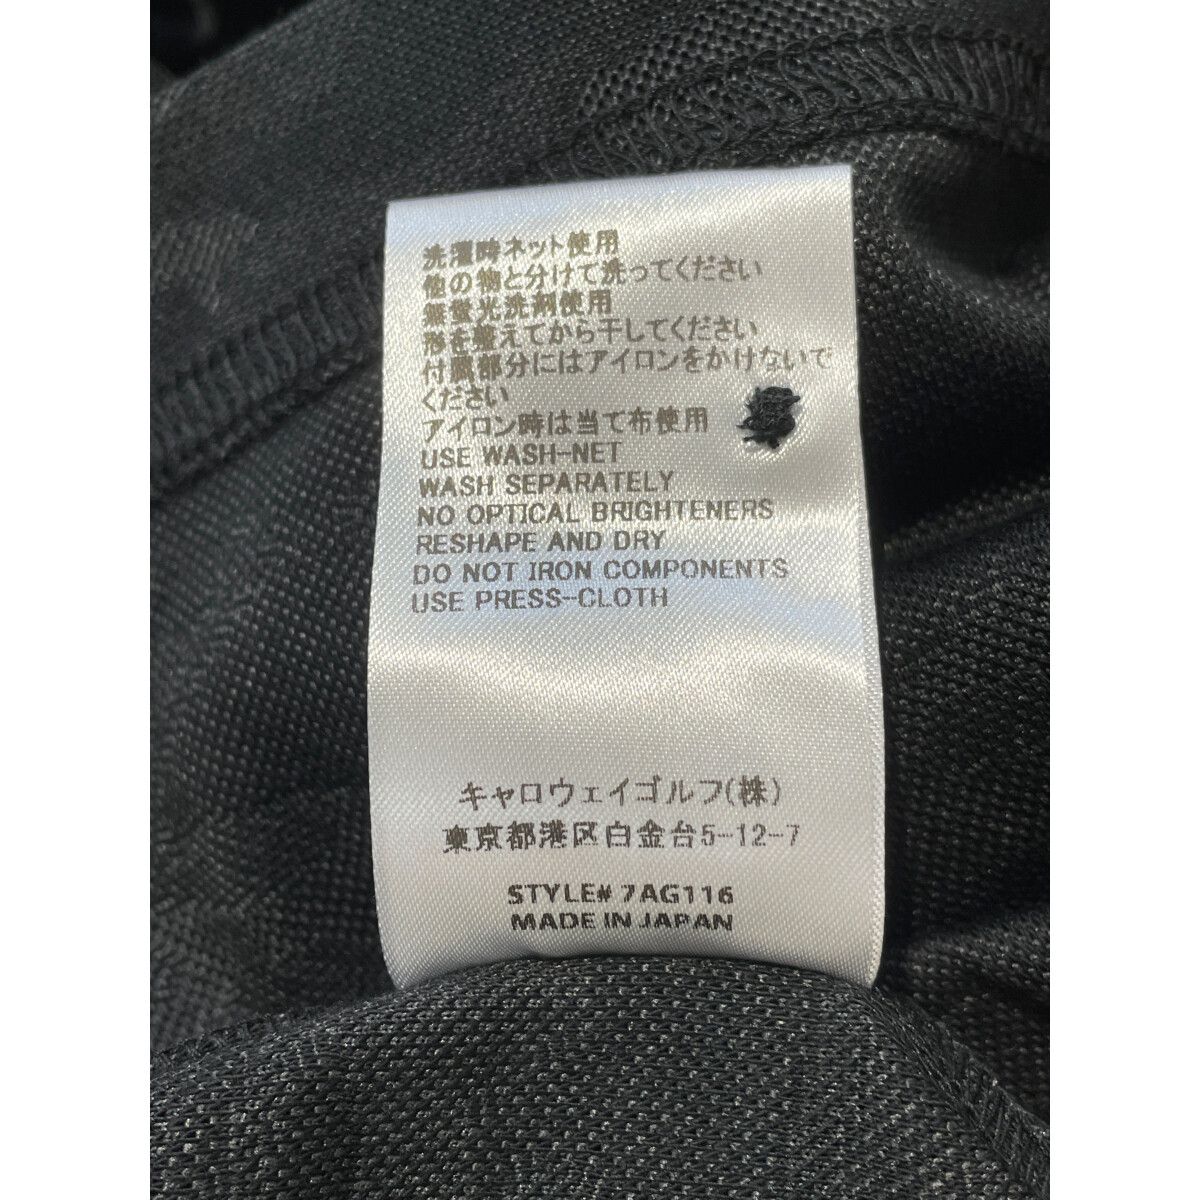 洗濯時ネット使用
他の物と分けて洗ってください
無蛍光洗剤使用
形を整えてから干してください
付属部分にはアイロンをかけないで
ください
アイロン時は当て布使用
USE WASH-NET
WASH SEPARATELY
NO OPTICAL BRIGHTENERS
RESHAPE AND DRY
DO NOT IRON COMPONENTS
USE PRESS-CLOTH
キャロウェイゴルフ(株)
東京都港区白金台5-12-7
STYLE# 7AG116
MADE IN JAPAN